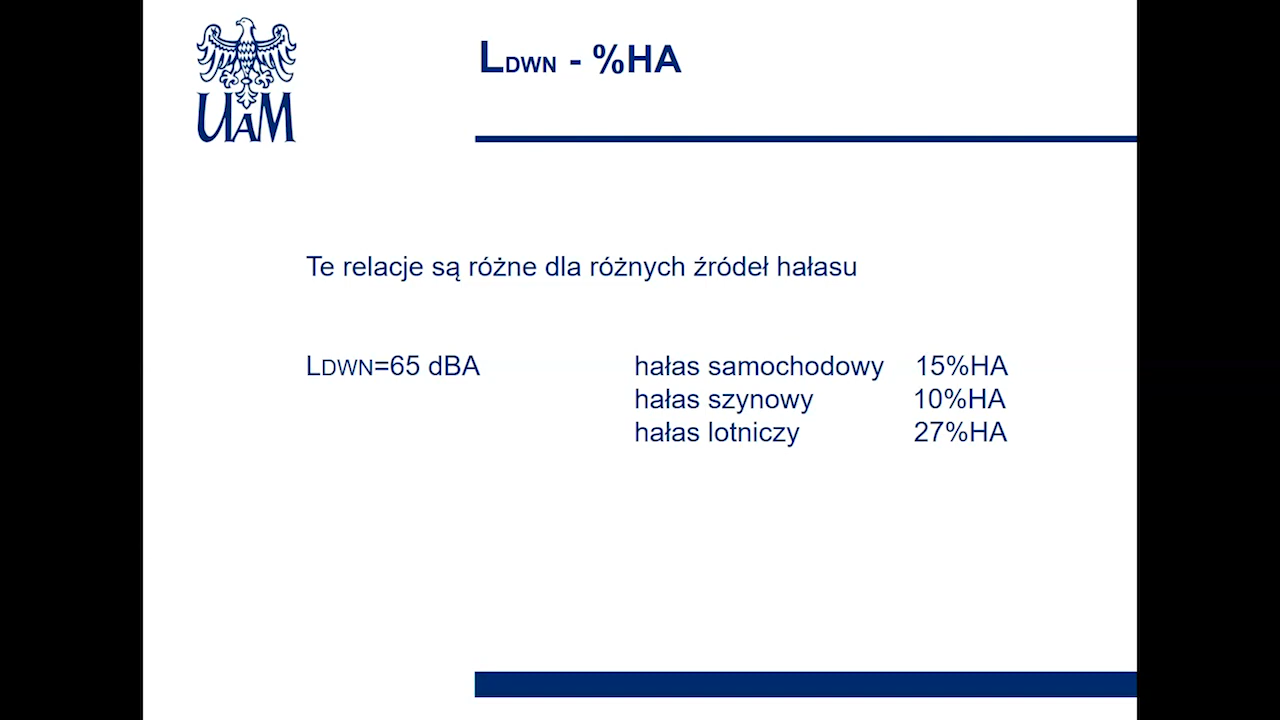 UAM
LDWN - %HA
Te relacje są różne dla różnych źródeł hałasu
LDWN=65 dBA hałas samochodowy 15%HA
hałas szynowy 10%HA
hałas lotniczy 27%HA